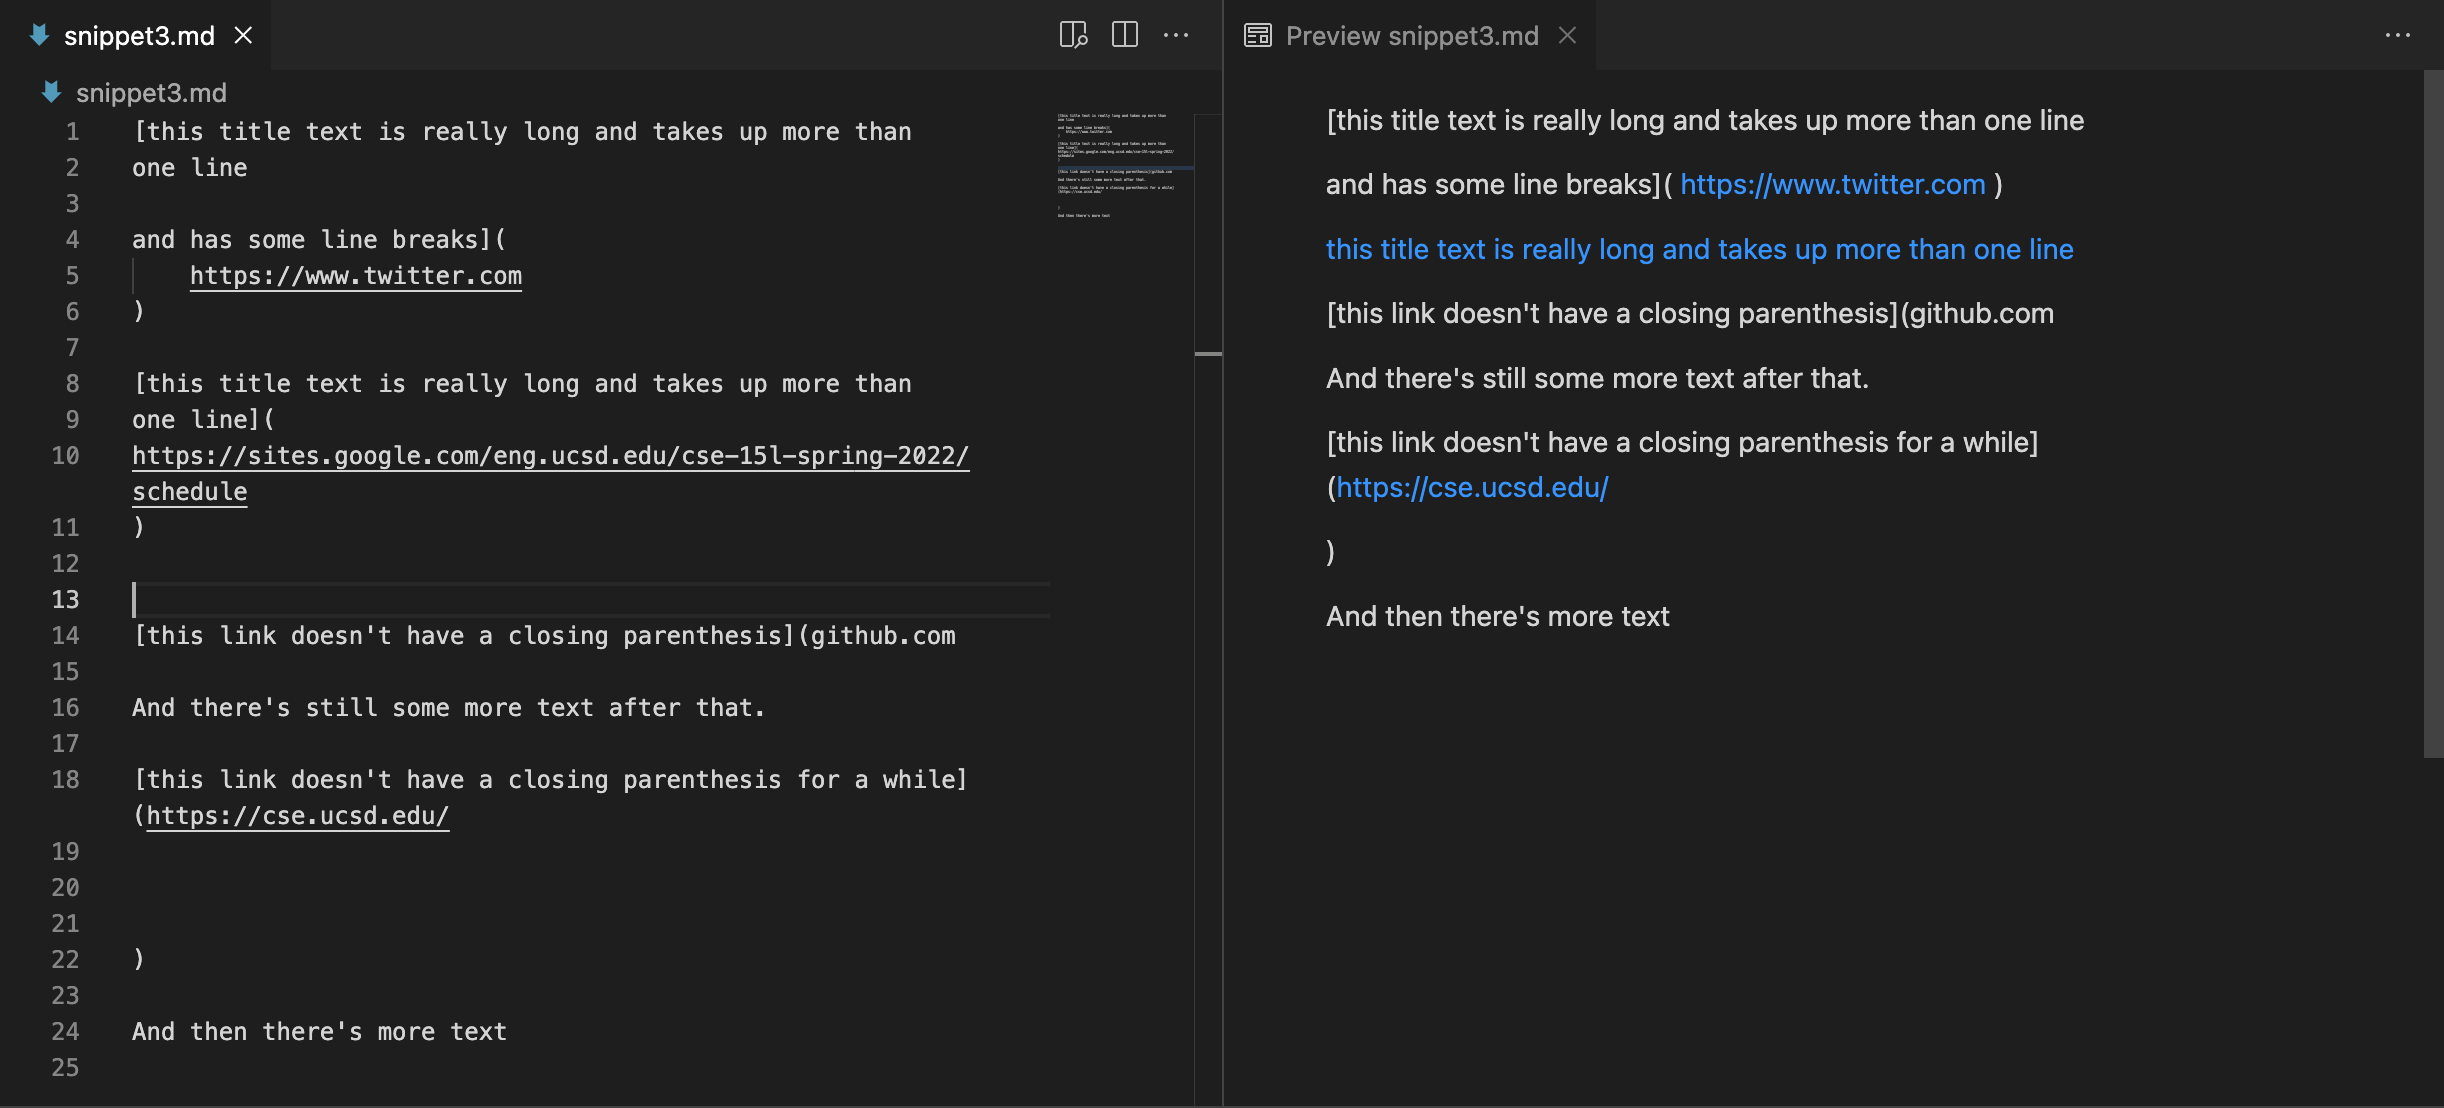 snippet3.md
snippet3.md
1 [this title text is really long and takes up more than
2 one line
3
4 and has some line breaks](
5 https://www.twitter.com
6 )
7
8 [this title text is really long and takes up more than
9 one line](
10 https://sites.google.com/eng.ucsd.edu/cse-15l-spring-2022/
schedule
11 )
12
13
14 [this link doesn't have a closing parenthesis](github.com
15
16 And there's still some more text after that.
17
18 [this link doesn't have a closing parenthesis for a while]
(https://cse.ucsd.edu/
19
20
21
22 )
23
24 And then there's more text
25
Preview snippet3.md
[this title text is really long and takes up more than one line
and has some line breaks]( https://www.twitter.com )
this title text is really long and takes up more than one line
[this link doesn't have a closing parenthesis](github.com
And there's still some more text after that.
[this link doesn't have a closing parenthesis for a while]
(https://cse.ucsd.edu/
)
And then there's more text